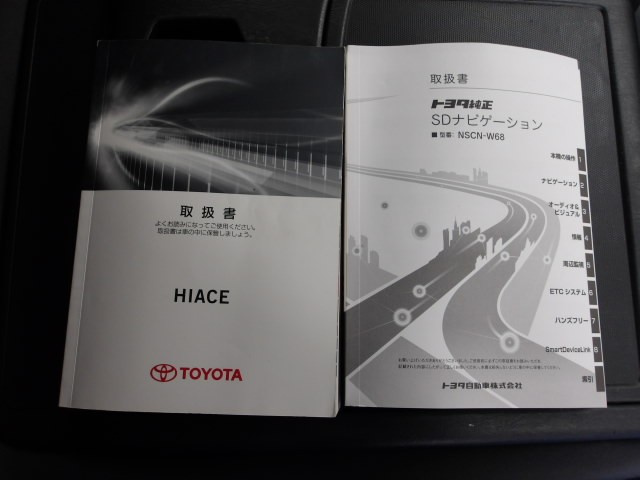 取扱書
よくお読みになってご使用ください。
取扱書は車の中に保管しましょう。
HIACE
TOYOTA
取扱書
トヨタ純正
SDナビゲーション
■ 型番: NSCN-W68
本機の操作 1
ナビゲーション 2
オーディオ&
ビジュアル 3
情報 4
周辺監視 5
ETC システム 6
ハンズフリー 7
SmartDeviceLink 8
索引
トヨタ自動車株式会社